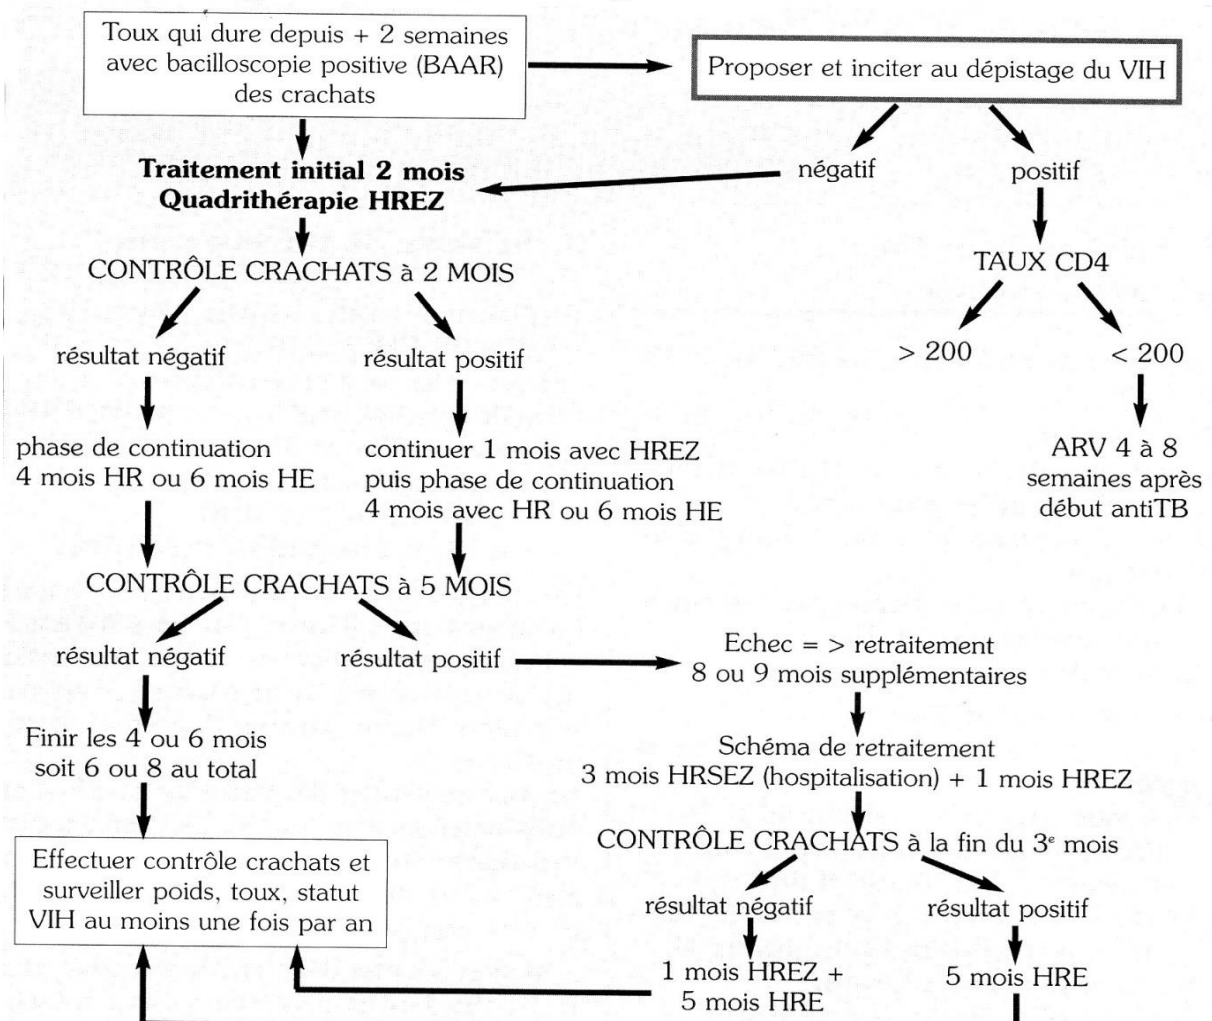 Toux qui dure depuis + 2 semaines
avec bacilloscopie positive (BAAR)
des crachats
Proposer et inciter au dépistage du VIH
négatif
positif
Traitement initial 2 mois
Quadrithérapie HREZ
CONTRÔLE CRACHATS à 2 MOIS
TAUX CD4
résultat négatif
résultat positif
> 200
< 200
phase de continuation
4 mois HR ou 6 mois HE
continuer 1 mois avec HREZ
puis phase de continuation
4 mois avec HR ou 6 mois HE
ARV 4 à 8
semaines après
début antiTB
CONTRÔLE CRACHATS à 5 MOIS
résultat négatif
résultat positif
Echec = > retraitement
8 ou 9 mois supplémentaires
Finir les 4 ou 6 mois
soit 6 ou 8 au total
Schéma de retraitement
3 mois HRSEZ (hospitalisation) + 1 mois HREZ
CONTRÔLE CRACHATS à la fin du 3e mois
Effectuer contrôle crachats et
surveiller poids, toux, statut
VIH au moins une fois par an
résultat négatif
résultat positif
1 mois HREZ +
5 mois HRE
5 mois HRE